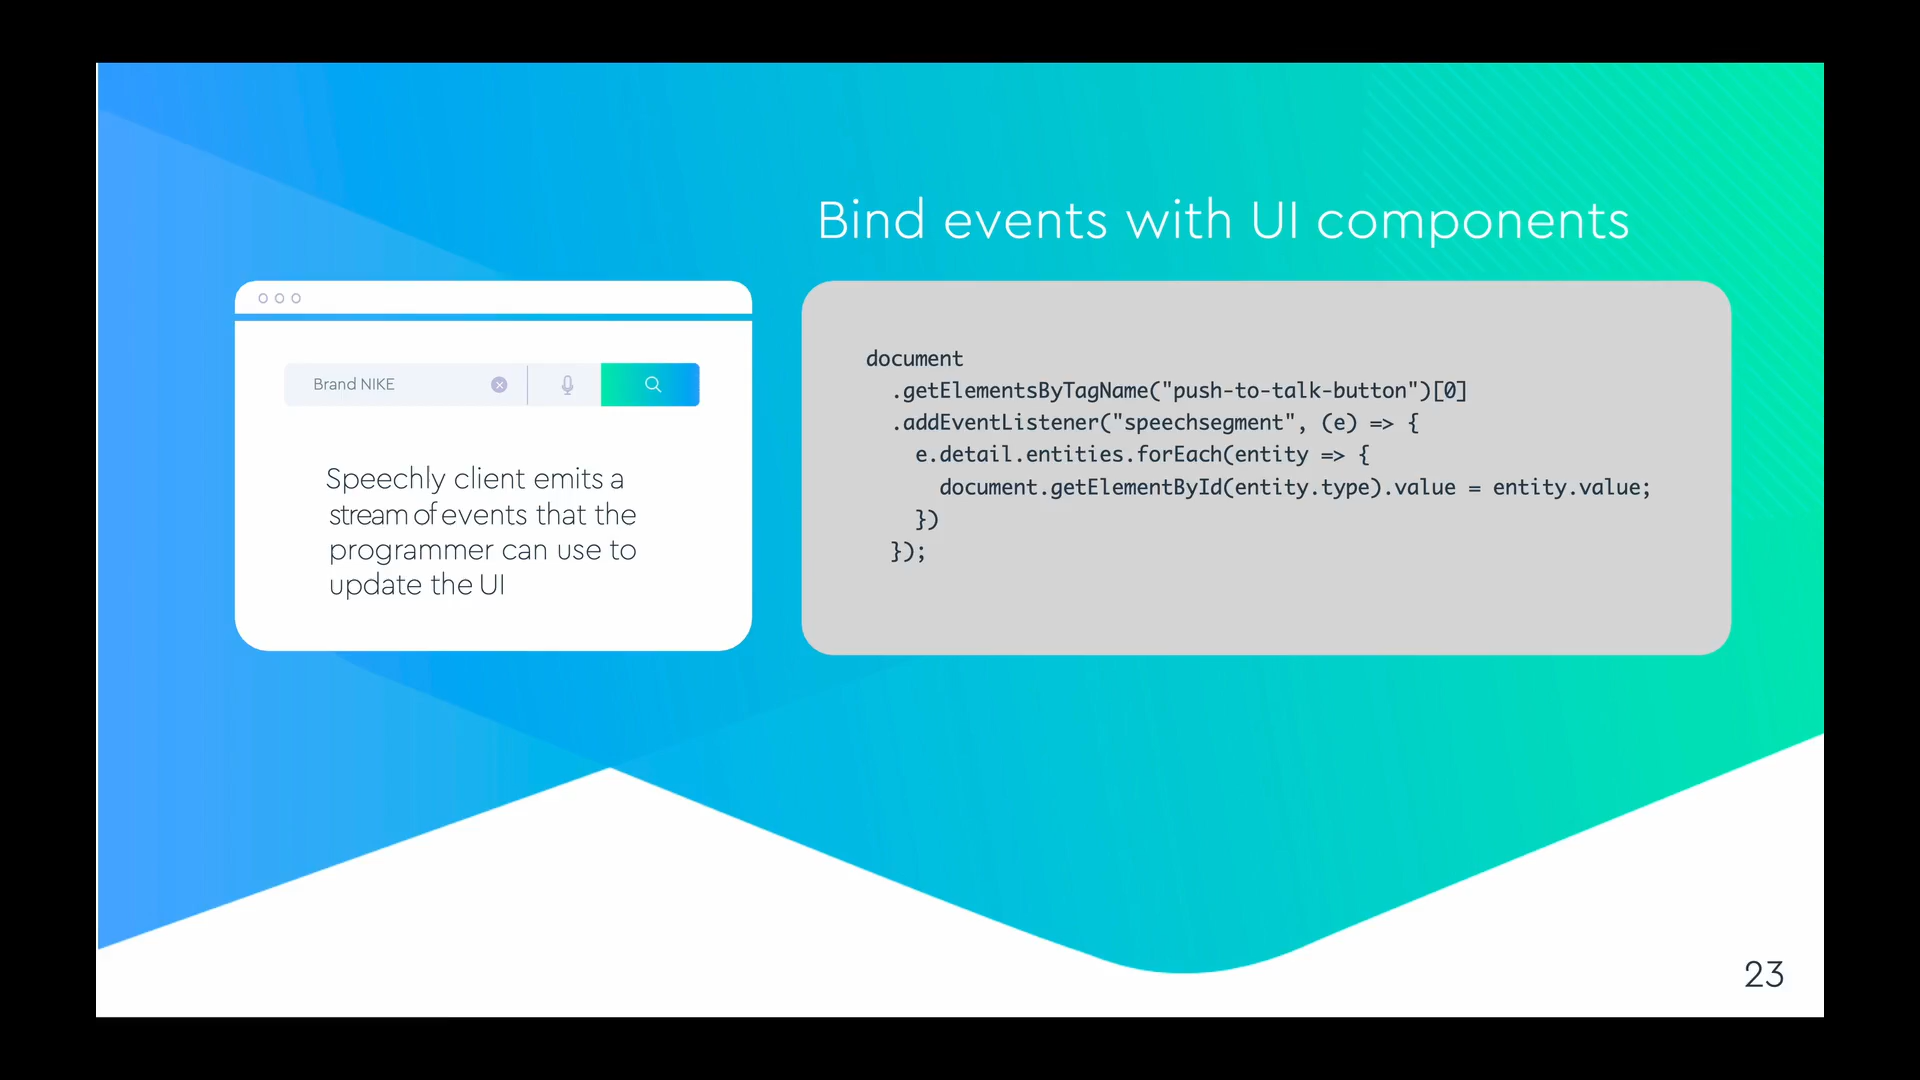 Bind events with UI components
Brand NIKE
Speechly client emits a
stream of events that the
programmer can use to
update the UI
document
.getElementsByTagName("push-to-talk-button")[0]
.addEventListener("speechsegment", (e) => {
e.detail.entities.forEach(entity => {
document.getElementById(entity.type).value = entity.value;
})
});
23